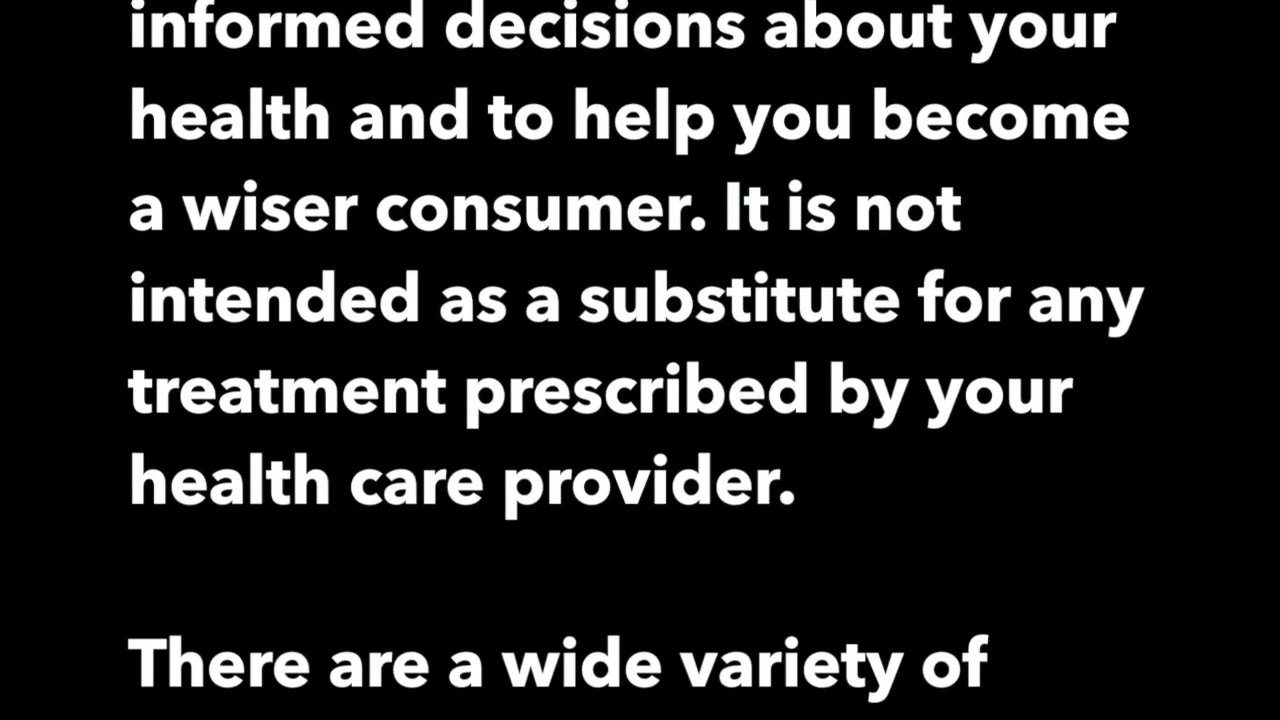 informed decisions about your
health and to help you become
a wiser consumer. It is not
intended as a substitute for any
treatment prescribed by your
health care provider.
There are a wide variety of